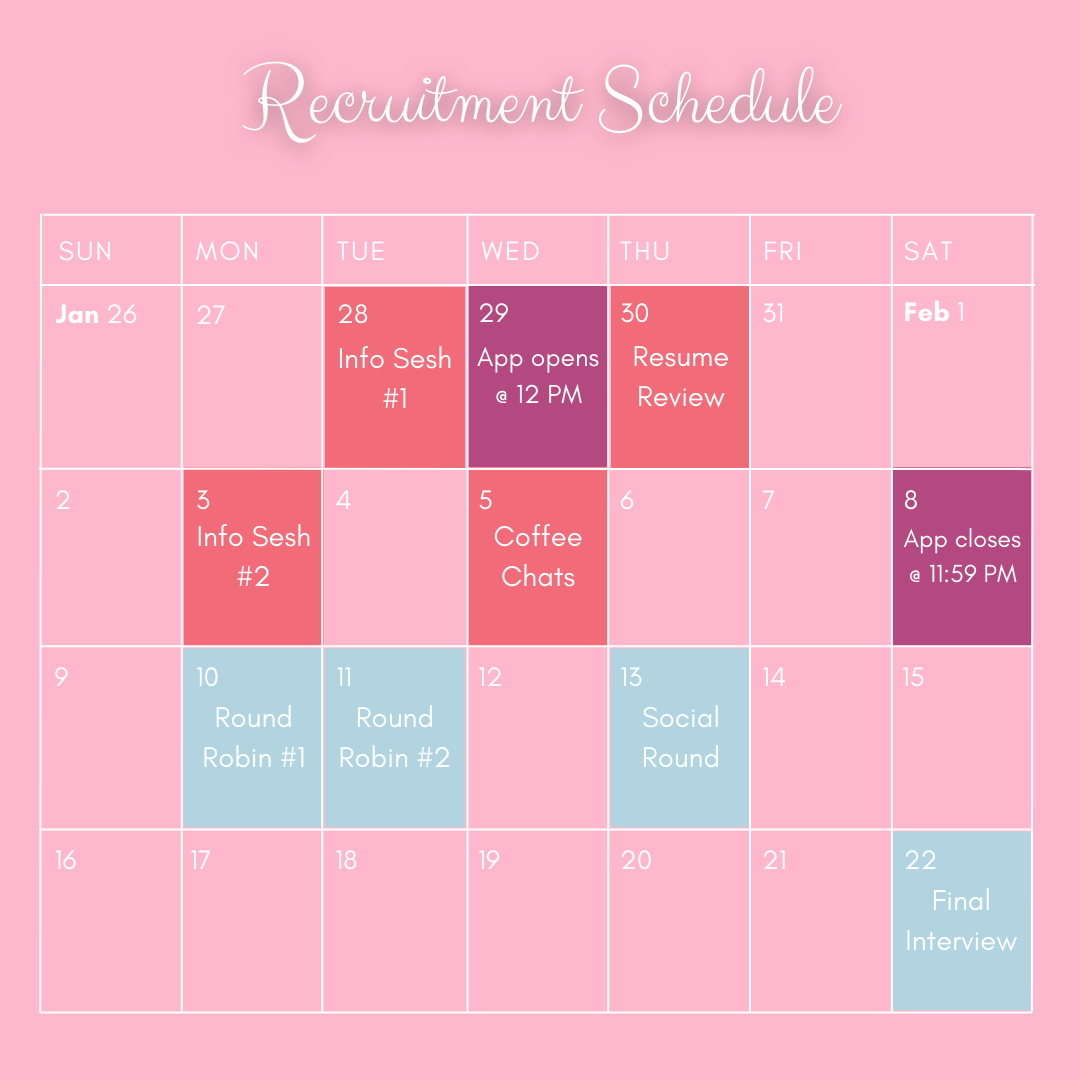 Recruitment Schedule
SUN MON TUE WED THU FRI SAT
Jan 26
27
28
Info Sesh
#1
29
App opens
@ 12 PM
30
Resume
Review
31
Feb 1
2
3
Info Sesh
#2
4
5
Coffee
Chats
6
7
8
App closes
@ 11:59 PM
9
10
Round
Robin #1
11
Round
Robin #2
12
13
Social
Round
14
15
16
17
18
19
20
21
22
Final
Interview